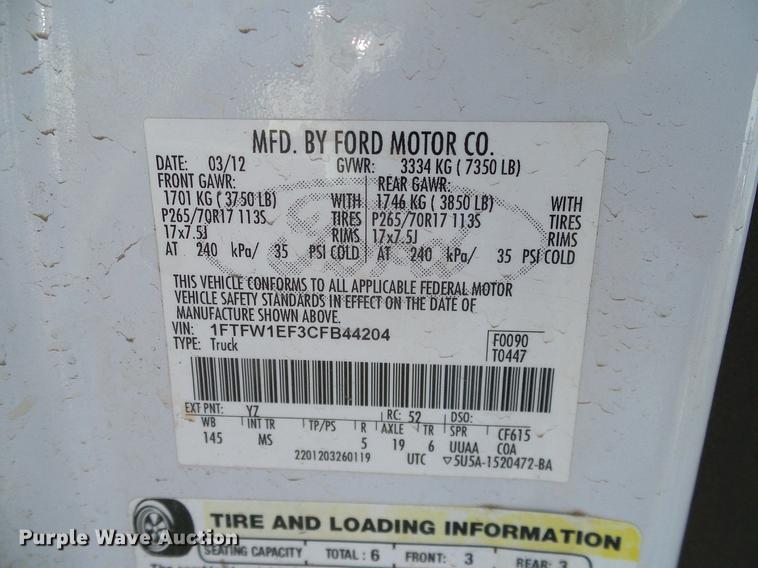 MFD. BY FORD MOTOR CO.
DATE: 03/12 GVWR: 3334 KG ( 7350 LB)
FRONT GAWR: REAR GAWR:
1701 KG ( 3750 LB) WITH 1746 KG ( 3850 LB) WITH
P265/70R17 113S TIRES P265/70R17 113S TIRES
17x7.5J RIMS 17x7.5J RIMS
AT 240 kPa/ 35 PSI COLD AT 240 kPa/ 35 PSI COLD
Ford
THIS VEHICLE CONFORMS TO ALL APPLICABLE FEDERAL MOTOR
VEHICLE SAFETY STANDARDS IN EFFECT ON THE DATE OF
MANUFACTURE SHOWN ABOVE.
VIN: 1FTFW1EF3CFB44204
TYPE: Truck
F0090
T0447
EXT PNT: YZ RC: 52 DSO:
WB INT TR TP/PS R AXLE TR SPR CF615
145 MS 5 19 6 UUAA COA
2201203260119 UTC ▽5U5A-1520472-BA
TIRE AND LOADING INFORMATION
SEATING CAPACITY TOTAL : 6 FRONT: 3 REAR: 3
Purple Wave Auction